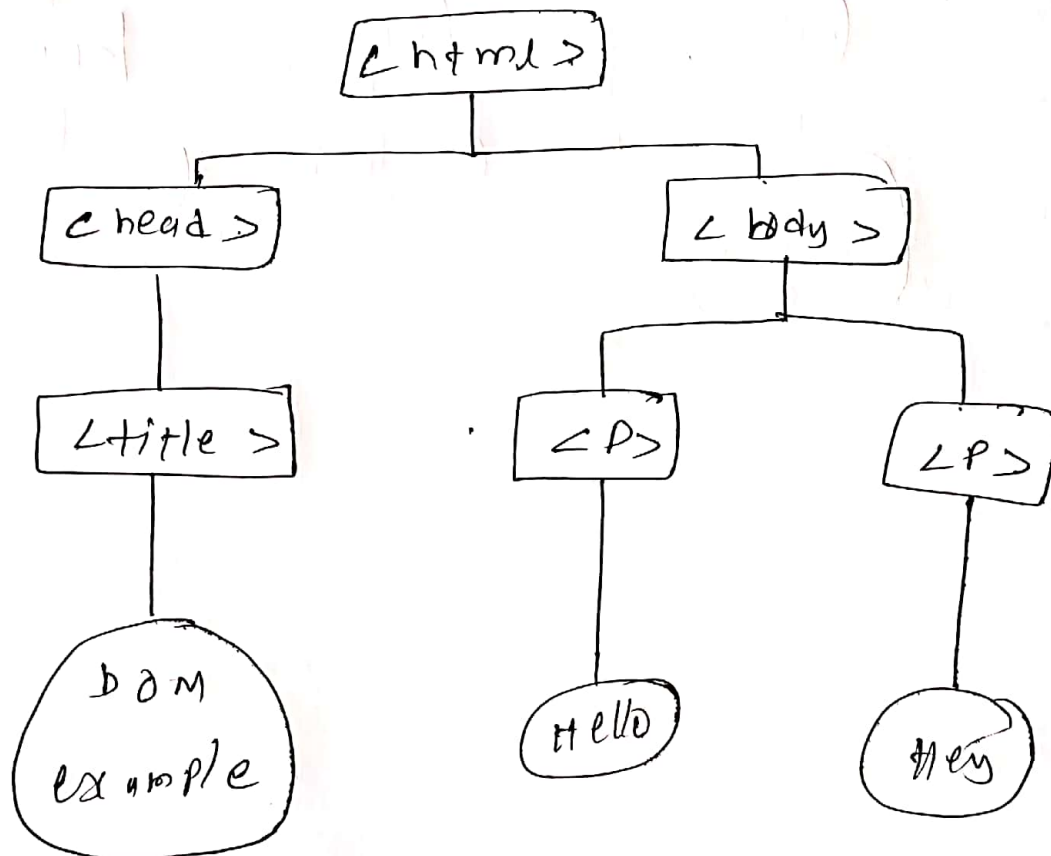 <html>
<head>
<body>
<title>
<P>
<P>
DOM
example
Hello
Hey